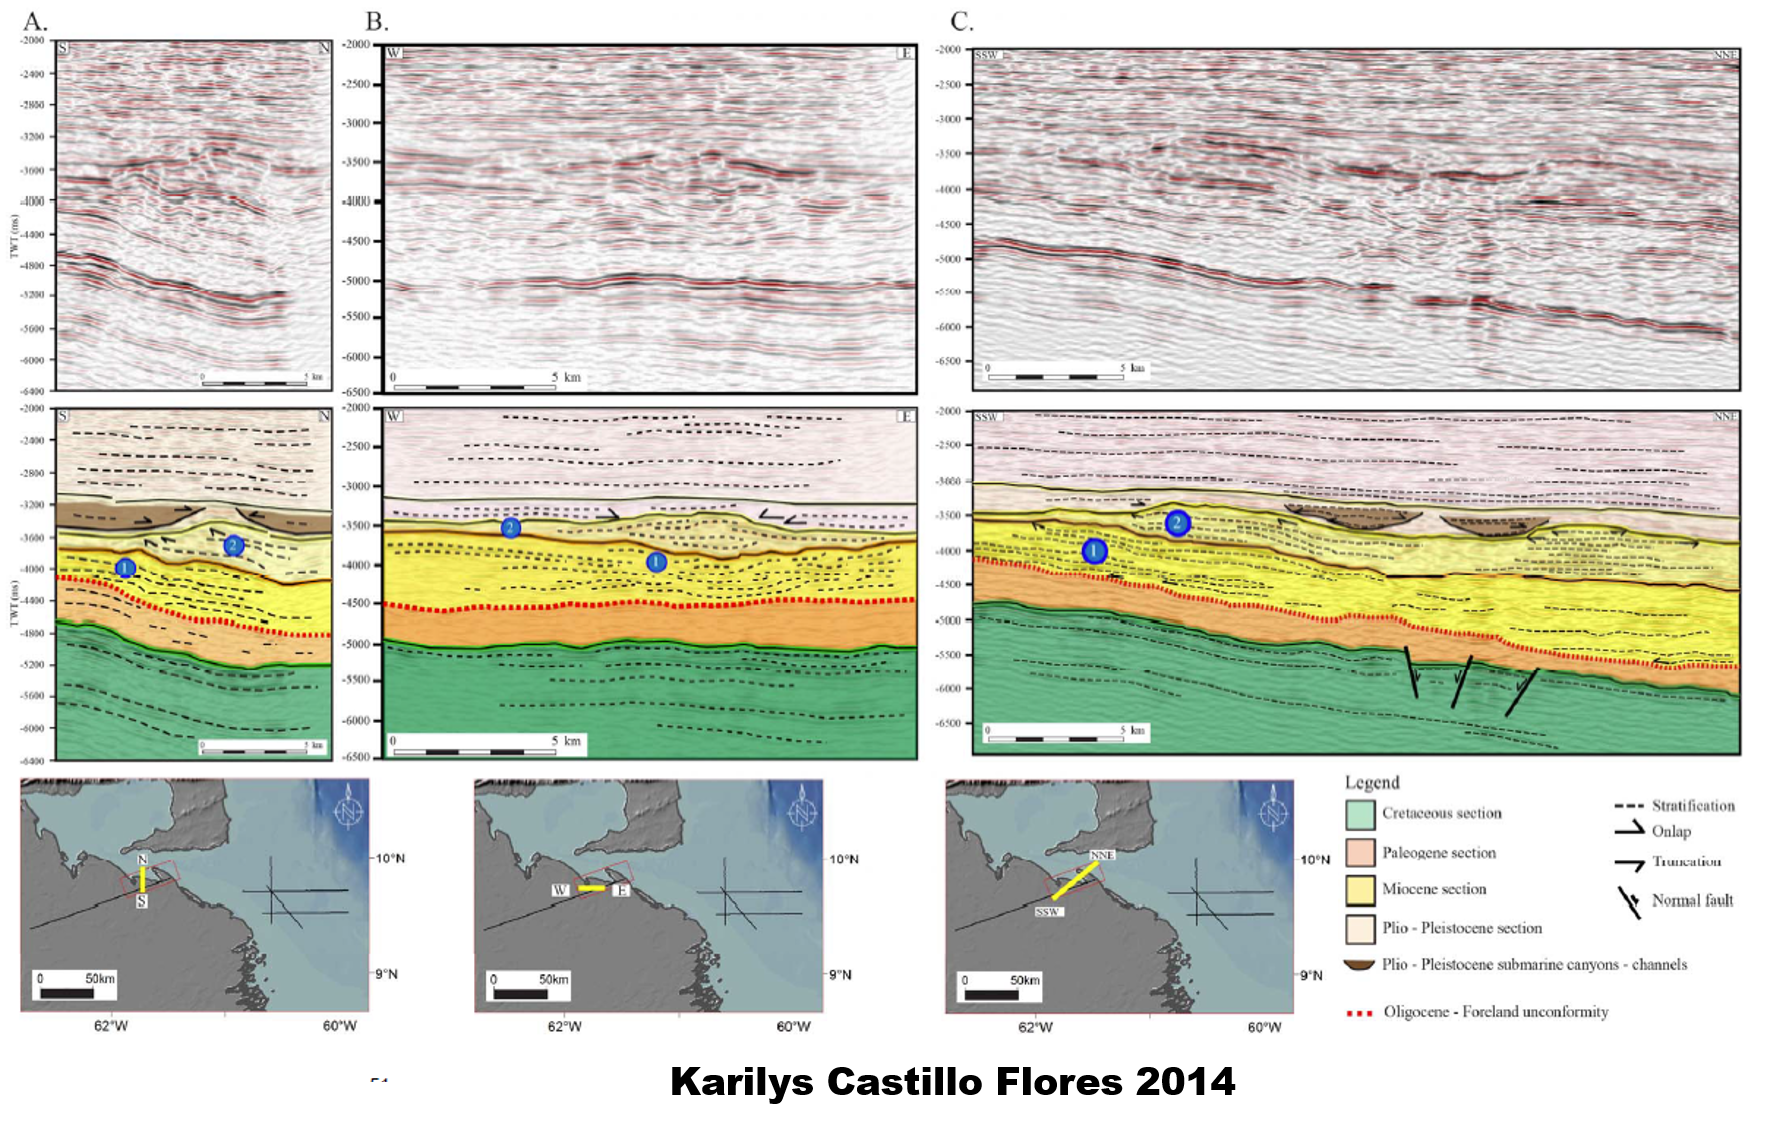 A.
B.
C.
S
N
-2000
-2400
-2800
-3200
-3600
-4000
-4400
-4800
-5200
-5600
-6000
-6400
TWT (ms)
0
5
km
W
E
-2000
-2500
-3000
-3500
-4000
-4500
-5000
-5500
-6000
-6500
0
5
km
SSW
NNE
-2000
-2500
-3000
-3500
-4000
-4500
-5000
-5500
-6000
-6500
0
5
km
S
N
-2000
-2400
-2800
-3200
-3600
-4000
-4400
-4800
-5200
-5600
-6000
-6400
TWT (ms)
2
1
0
5
km
W
E
-2000
-2500
-3000
-3500
-4000
-4500
-5000
-5500
-6000
-6500
2
1
0
5
km
SSW
NNE
-2000
-2500
-3000
-3500
-4000
-4500
-5000
-5500
-6000
-6500
2
1
0
5
km
N
S
N
10°N
9°N
0
50km
62°W
60°W
N
W
E
10°N
9°N
0
50km
62°W
60°W
N
NNE
SSW
10°N
9°N
0
50km
62°W
60°W
Legend
Cretaceous section
Paleogene section
Miocene section
Plio - Pleistocene section
Plio - Pleistocene submarine canyons - channels
Oligocene - Foreland unconformity
Stratification
Onlap
Truncation
Normal fault
Karilys Castillo Flores 2014